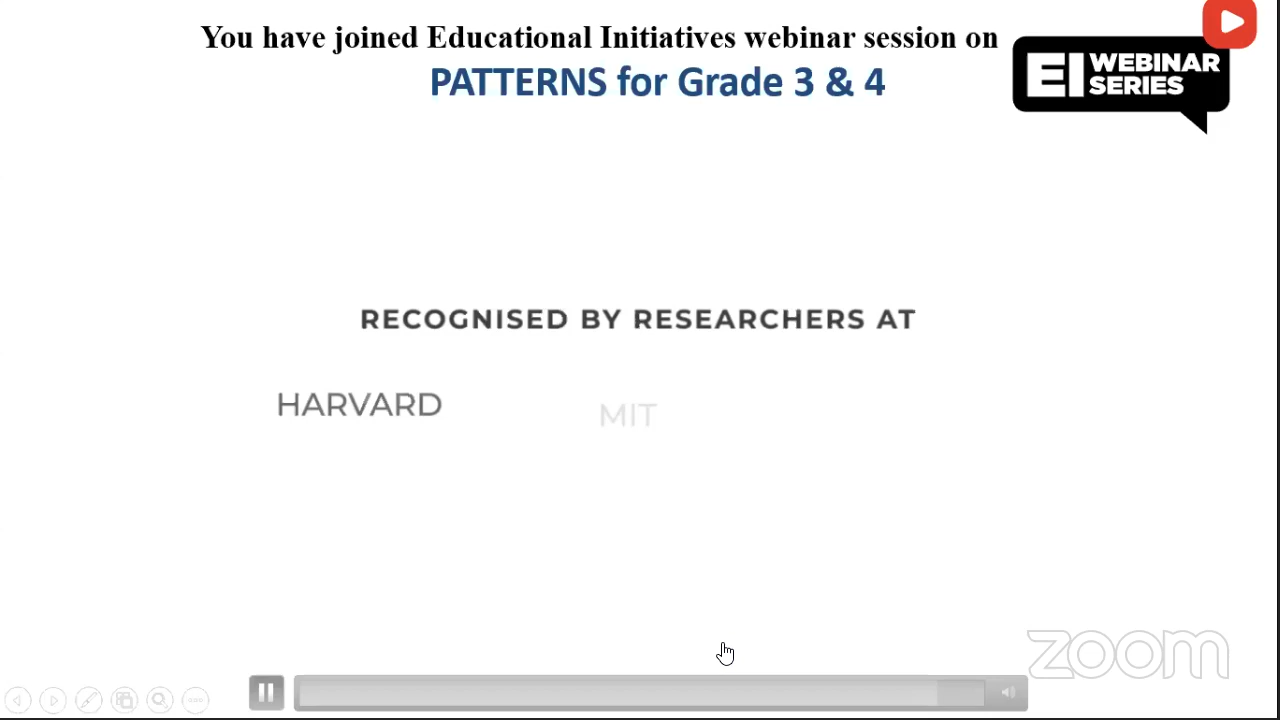 You have joined Educational Initiatives webinar session on
PATTERNS for Grade 3 & 4
EI WEBINAR
SERIES
RECOGNISED BY RESEARCHERS AT
HARVARD
MIT
zoom